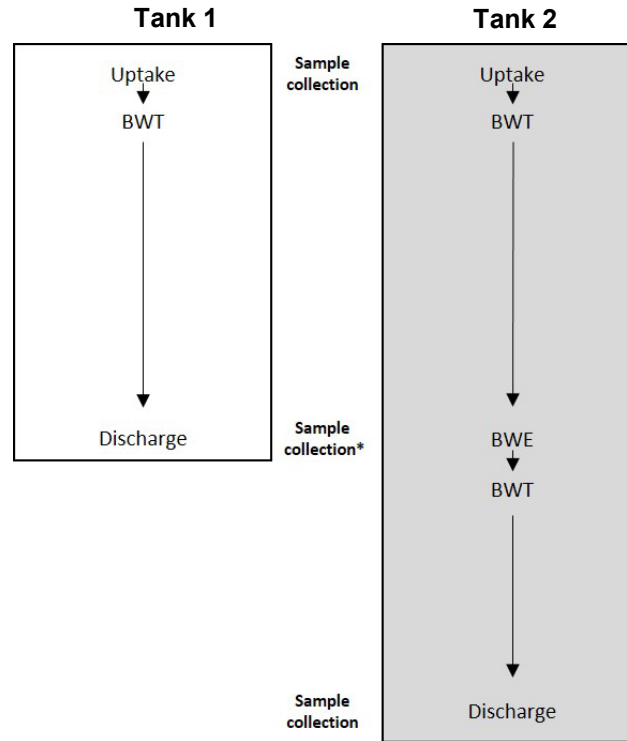 Tank 1
Tank 2
Uptake
Sample
collection
Uptake
BWT
BWT
Discharge
Sample
collection*
BWE
BWT
Sample
collection
Discharge